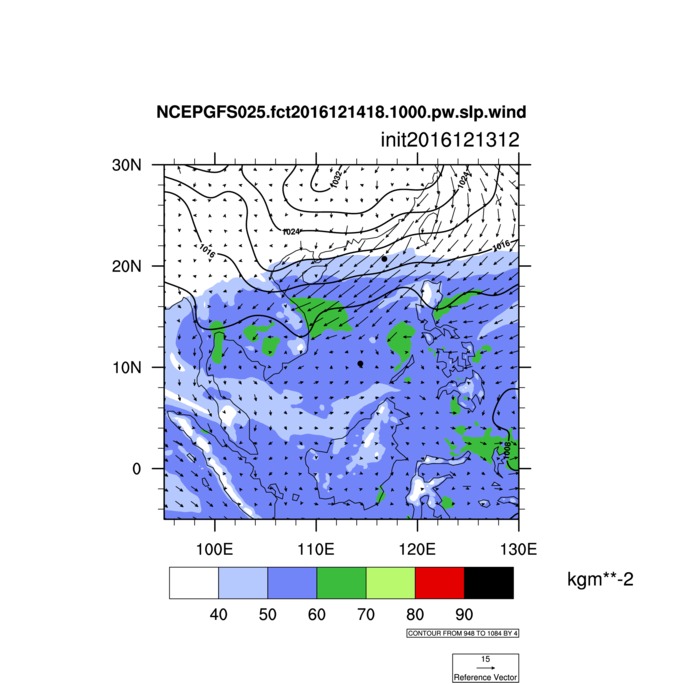 NCEPGFS025.fct2016121418.1000.pw.slp.wind
init2016121312
30N
20N
10N
0
1032
1024
1024
1016
1016
1008
100E 110E 120E 130E
kgm**-2
40 50 60 70 80 90
CONTOUR FROM 948 TO 1084 BY 4
15
Reference Vector